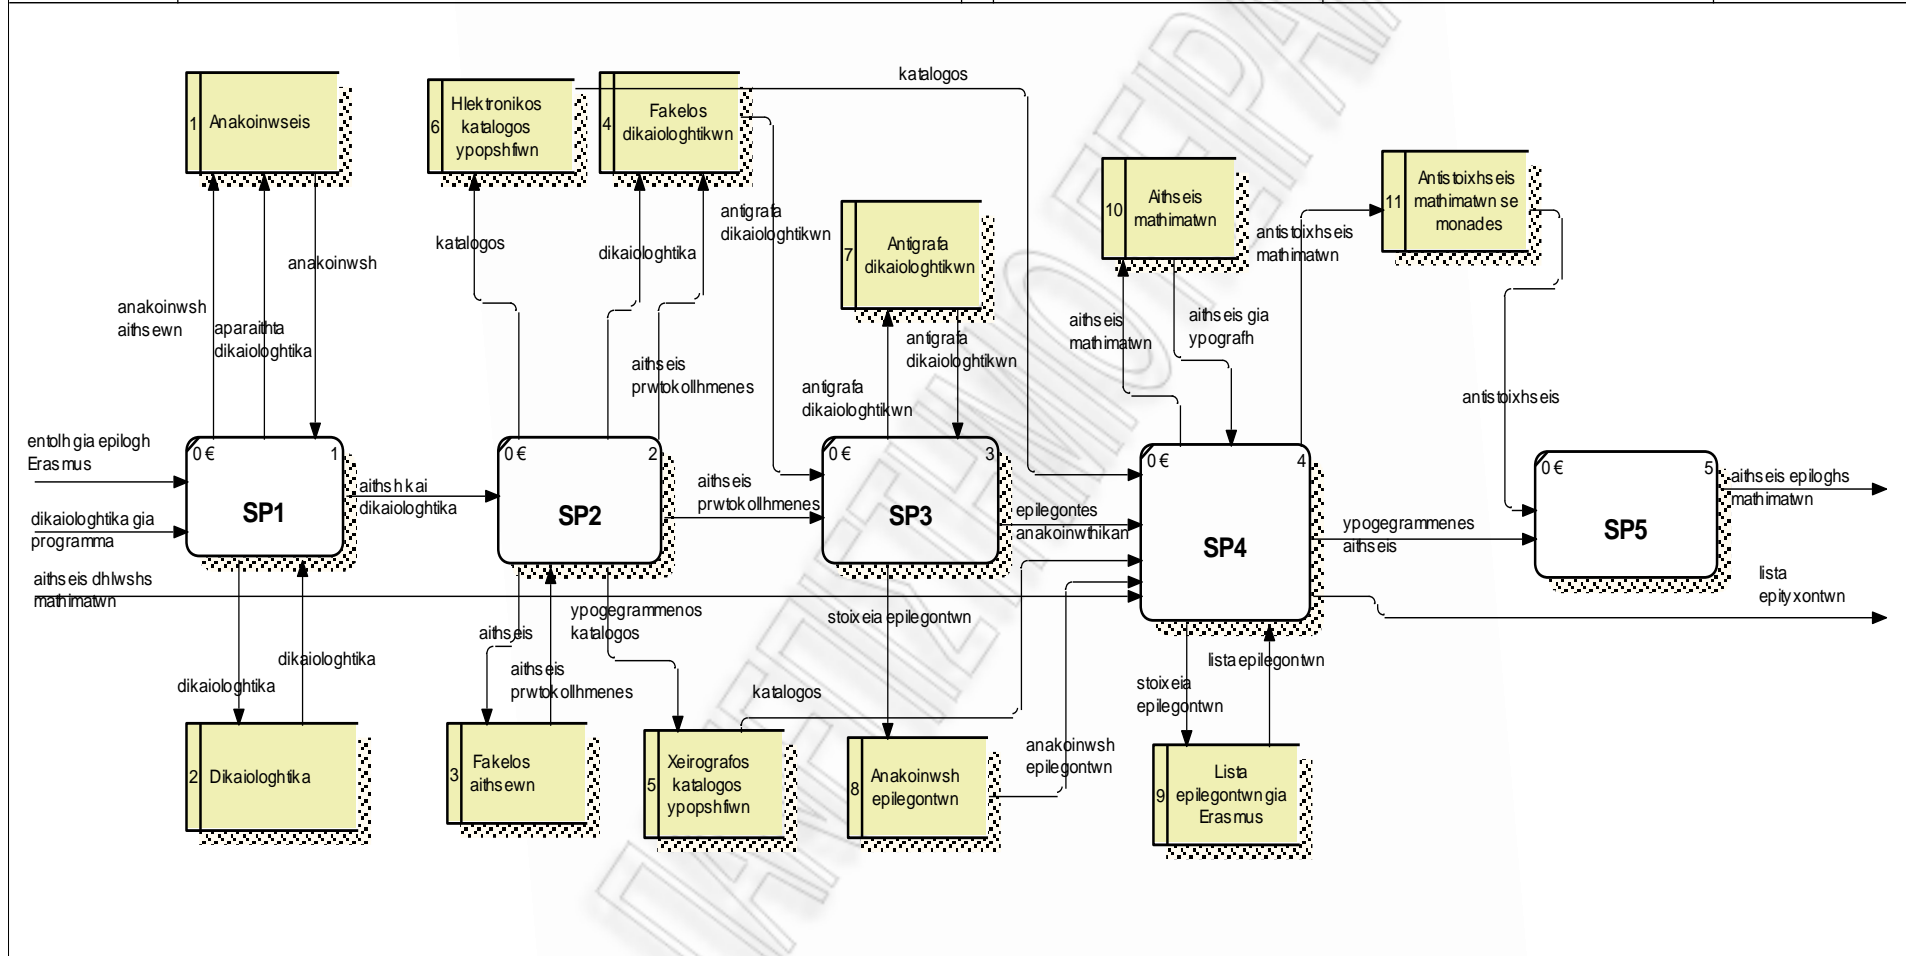 katalogos
1
Anakoinwseis
6
Hlektronikos
katalogos
ypopshfiwn
4
Fakelos
dikaiologhtikwn
10
Aithseis
mathimatwn
11
Antistoixhseis
mathimatwn se
monades
antigrafa
dikaiologhtikwn
7
Antigrafa
dikaiologhtikwn
antistoixhseis
mathimatwn
katalogos
dikaiologhtika
anakoinwsh
anakoinwsh
aithsewn
aparaithta
dikaiologhtika
aithseis
prwtokollhmenes
antigrafa
dikaiologhtikwn
antigrafa
dikaiologhtikwn
aithseis
mathimatwn
aithseis gia
ypografh
antistoixhseis
entolh gia epilogh
Erasmus
dikaiologhtika gia
programma
aithseis dhlwshs
mathimatwn
0 €
1
SP1
aithsh kai
dikaiologhtika
0 €
2
SP2
aithseis
prwtokollhmenes
0 €
3
SP3
epilegontes
anakoinwthikan
0 €
4
SP4
ypogegrammenes
aithseis
0 €
5
SP5
aithseis epiloghs
mathimatwn
lista
epityxontwn
dikaiologhtika
dikaiologhtika
aithseis
aithseis
prwtokollhmenes
ypogegrammenos
katalogos
stoixeia epilegontwn
katalogos
anakoinwsh
epilegontwn
stoixeia
epilegontwn
lista epilegontwn
2
Dikaiologhtika
3
Fakelos
aithsewn
5
Xeirografos
katalogos
ypopshfiwn
8
Anakoinwsh
epilegontwn
9
Lista
epilegontwn gia
Erasmus